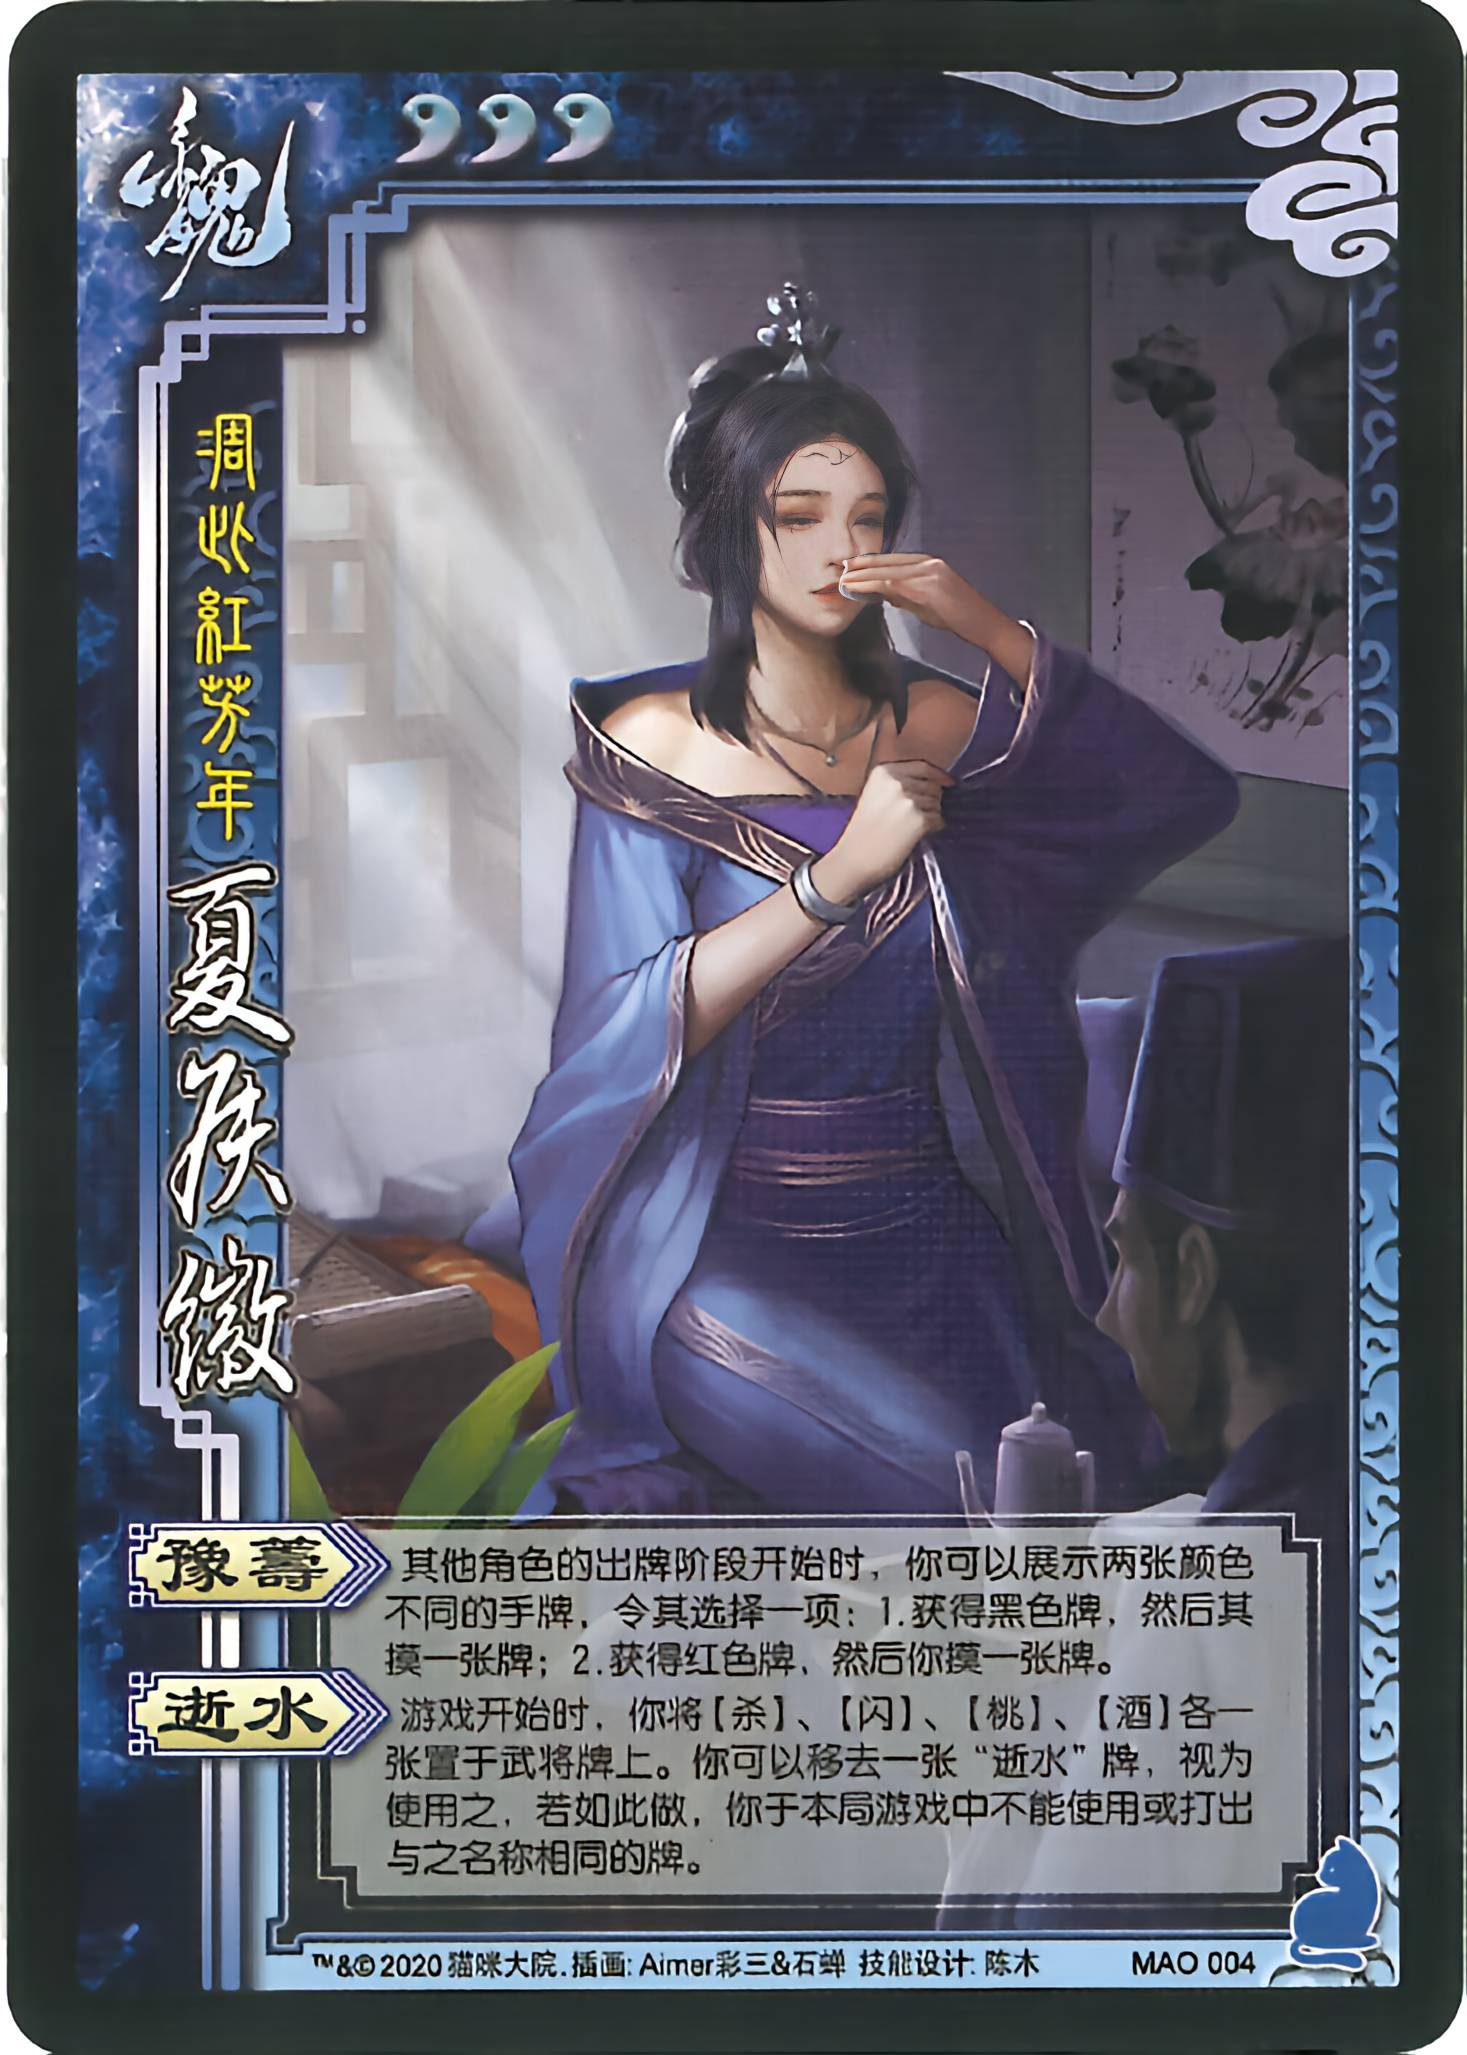 魏
凋此紅芳年
夏侯徽
豫籌
其他角色的出牌阶段开始时，你可以展示两张颜色
不同的手牌，令其选择一项：1.获得黑色牌，然后其
摸一张牌；2.获得红色牌，然后你摸一张牌。
逝水
游戏开始时，你将【杀】、【闪】、【桃】、【酒】各一
张置于武将牌上。你可以移去一张“逝水”牌，视为
使用之，若如此做，你于本局游戏中不能使用或打出
与之名称相同的牌。
™&© 2020 猫咪大院.插画: Aimer彩三&石蝉 技能设计: 陈木
MAO 004